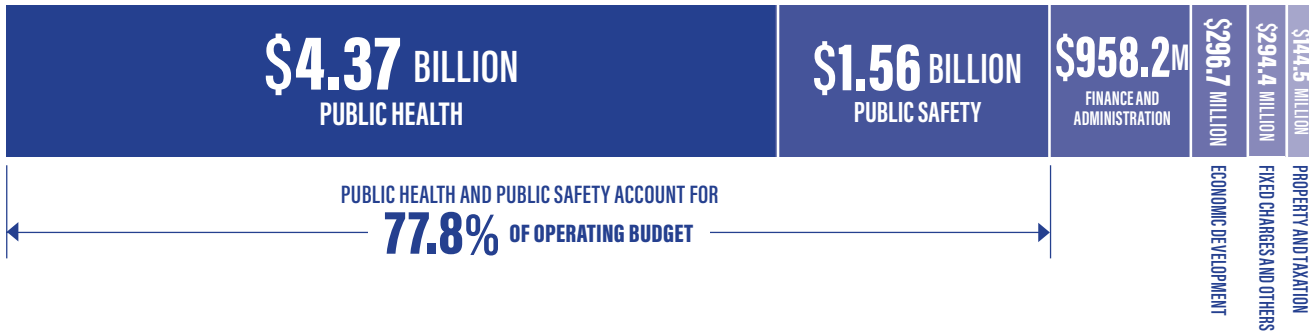 $4.37 BILLION
PUBLIC HEALTH
$1.56 BILLION
PUBLIC SAFETY
$958.2M
FINANCE AND
ADMINISTRATION
$296.7 MILLION
ECONOMIC DEVELOPMENT
$294.4 MILLION
FIXED CHARGES AND OTHERS
$144.5 MILLION
PROPERTY AND TAXATION
PUBLIC HEALTH AND PUBLIC SAFETY ACCOUNT FOR
77.8% OF OPERATING BUDGET